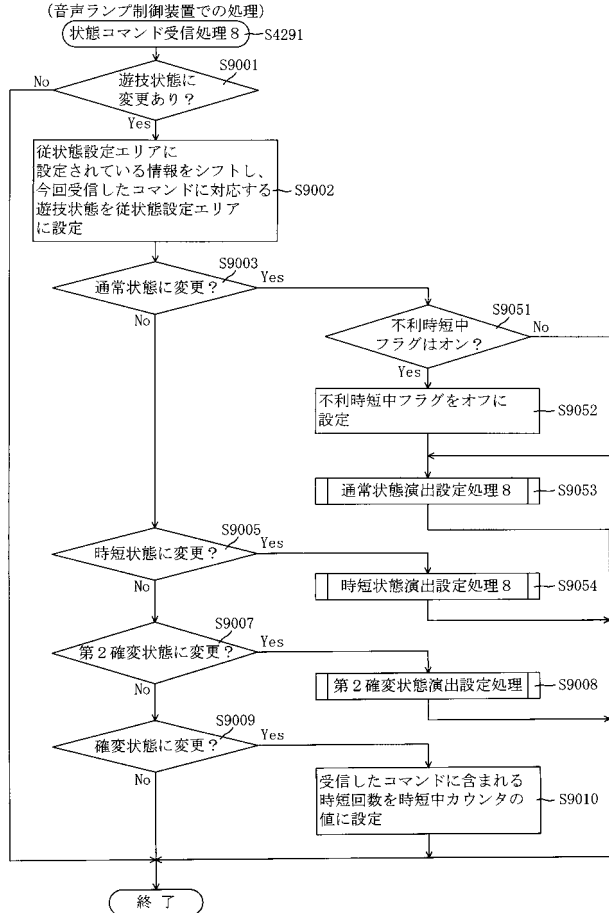 (音声ランプ制御装置での処理)
状態コマンド受信処理8
S4291
S9001
遊技状態に
変更あり?
No
Yes
従状態設定エリアに
設定されている情報をシフトし、
今回受信したコマンドに対応する
遊技状態を従状態設定エリア
に設定
S9002
S9003
通常状態に変更?
Yes
No
S9051
不利時短中
フラグはオン?
No
Yes
不利時短中フラグをオフに
設定
S9052
通常状態演出設定処理8
S9053
S9005
時短状態に変更?
Yes
No
時短状態演出設定処理8
S9054
S9007
第2確変状態に変更?
Yes
No
第2確変状態演出設定処理
S9008
S9009
確変状態に変更?
Yes
No
受信したコマンドに含まれる
時短回数を時短中カウンタの
値に設定
S9010
終了